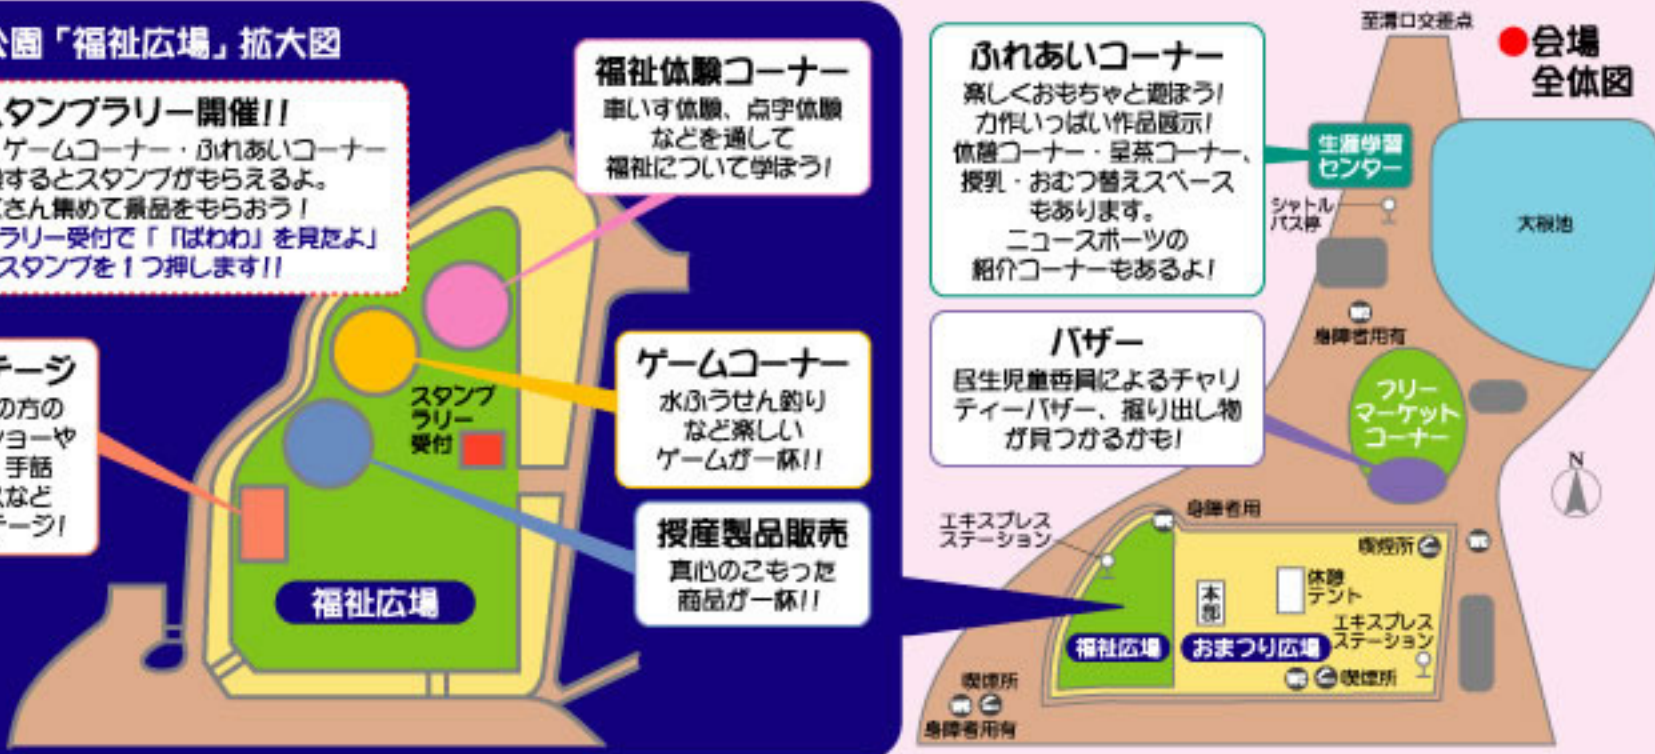 公園「福祉広場」拡大図
スタンプラリー開催!!
ゲームコーナー・ふれあいコーナー
するとスタンプがもらえるよ。
さん集めて景品をもらおう!
ラリー受付で「「ぱわわ」を見たよ」
スタンプを1つ押します!!
テージ
の方の
ショーや
手話
など
テージ!
福祉体験コーナー
車いす体験、点字体験
などを通して
福祉について学ぼう!
ゲームコーナー
水ふうせん釣り
など楽しい
ゲームが一杯!!
授産製品販売
真心のこもった
商品が一杯!!
スタンプ
ラリー
受付
福祉広場
●会場
全体図
至溝口交差点
ふれあいコーナー
楽しくおもちゃと遊ぼう!
力作いっぱい作品展示!
休憩コーナー・呈茶コーナー、
授乳・おむつ替えスペース
もあります。
ニュースポーツの
紹介コーナーもあるよ!
生涯学習
センター
シャトル
バス停
大根池
身障者用有
バザー
民生児童委員によるチャリ
ティーバザー、掘り出し物
が見つかるかも!
フリー
マーケット
コーナー
N
エキスプレス
ステーション
身障者用
喫煙所
本部
休憩
テント
エキスプレス
ステーション
福祉広場
おまつり広場
喫煙所
喫煙所
身障者用有